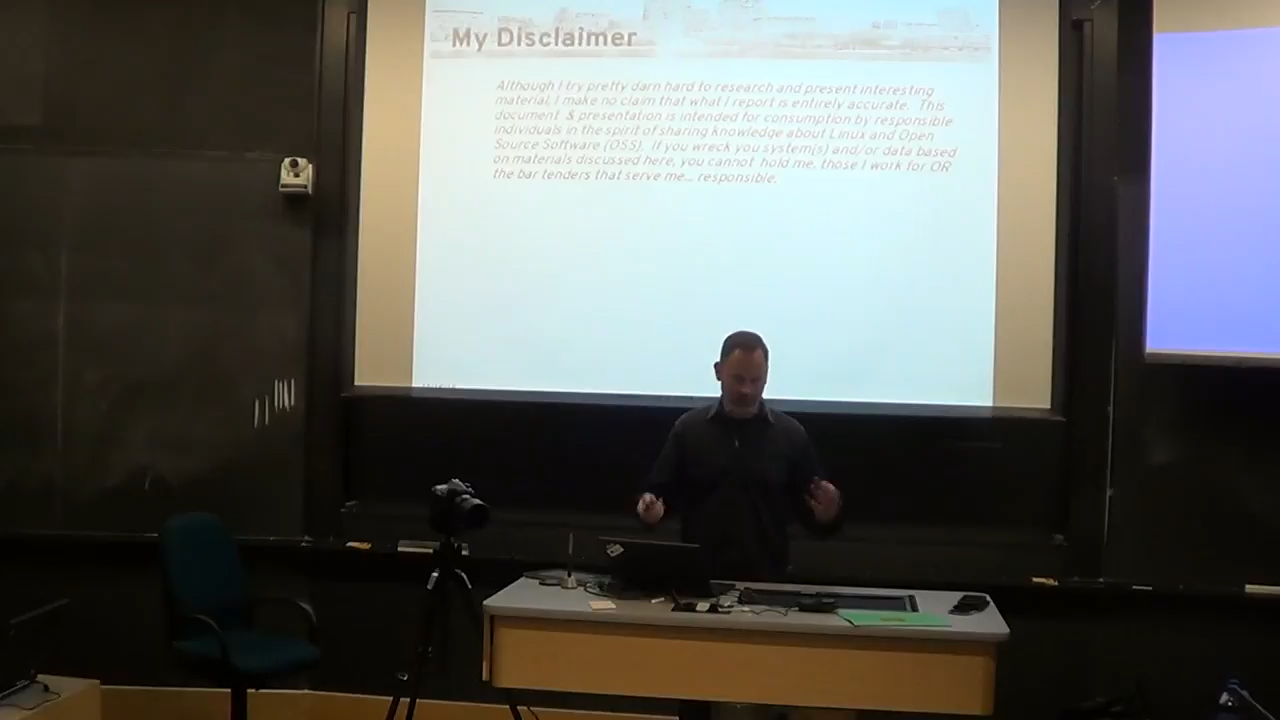 My Disclaimer
Although I try pretty darn hard to research and present interesting
material, I make no claim that what I report is entirely accurate. This
document & presentation is intended for consumption by responsible
individuals in the spirit of sharing knowledge about Linux and Open
Source Software (OSS). If you wreck you system(s) and/or data based
on materials discussed here, you cannot hold me, those I work for OR
the bar tenders that serve me... responsible.